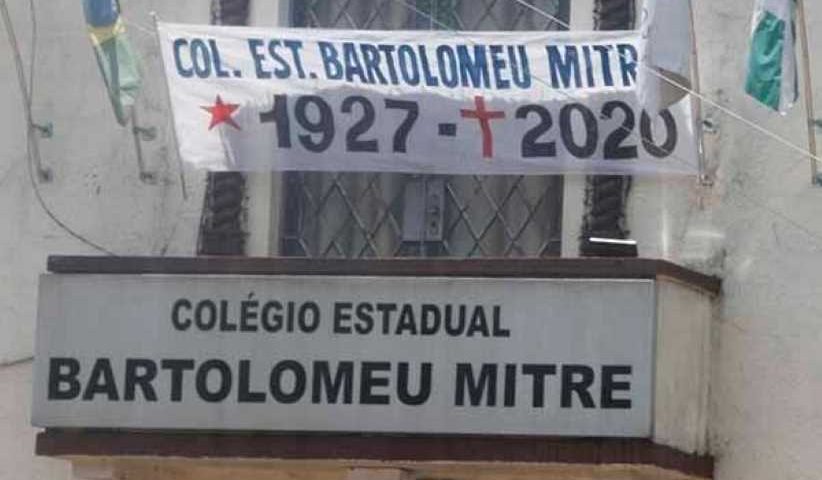 COL. EST. BARTOLOMEU MITR
1927 - 2020
COLÉGIO ESTADUAL
BARTOLOMEU MITRE